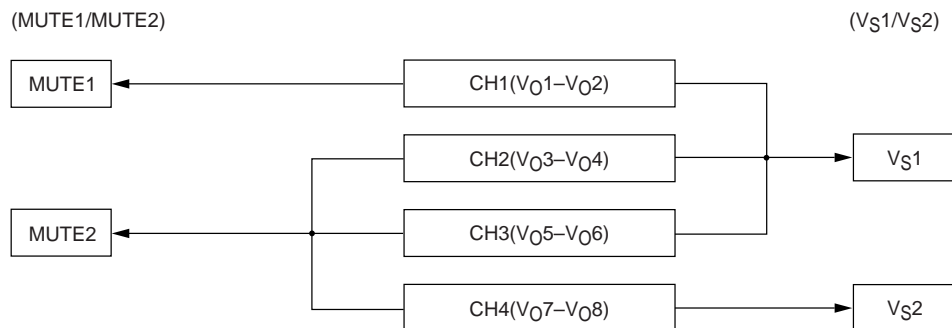 (MUTE1/MUTE2) (VS1/VS2)
MUTE1 CH1(VO1–VO2)
CH2(VO3–VO4) VS1
MUTE2 CH3(VO5–VO6)
CH4(VO7–VO8) VS2